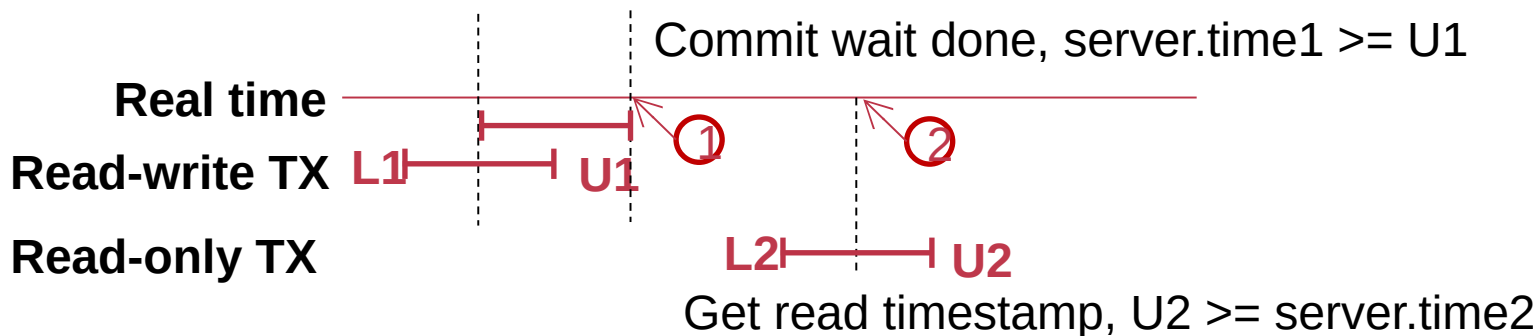 Commit wait done, server.time1 >= U1
Real time
1
2
Read-write TX L1 U1
Read-only TX L2 U2
Get read timestamp, U2 >= server.time2